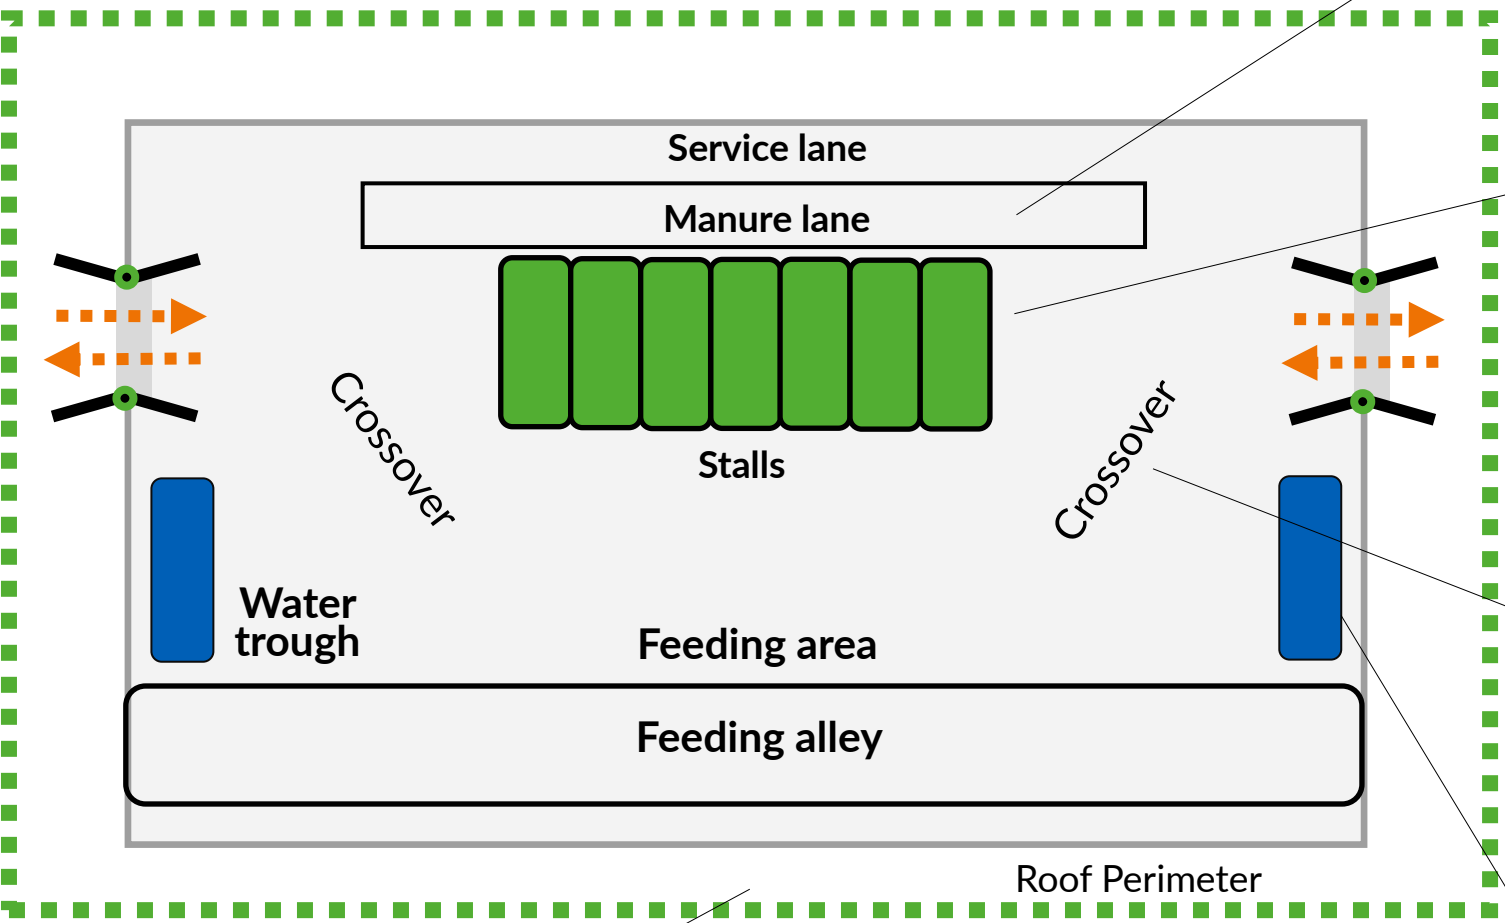 Service lane
Manure lane
Crossover
Stalls
Crossover
Water
trough
Feeding area
Feeding alley
Roof Perimeter